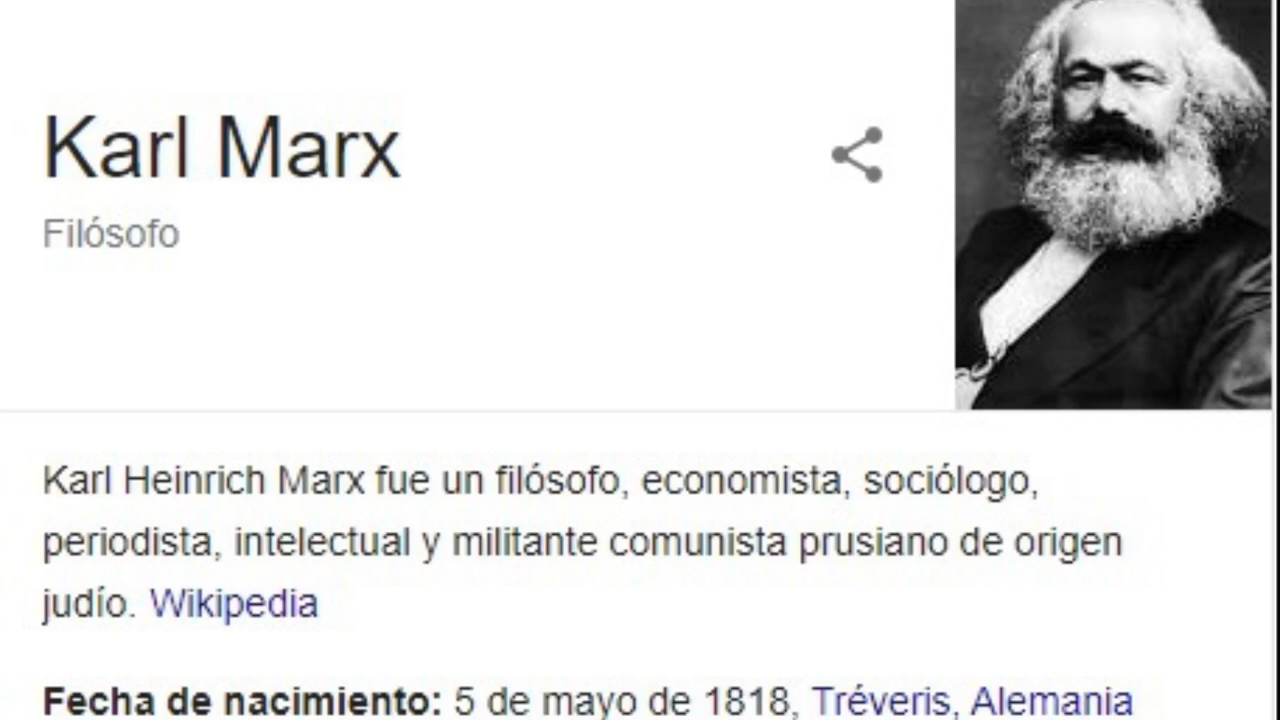 Karl Marx
Filósofo
Karl Heinrich Marx fue un filósofo, economista, sociólogo,
periodista, intelectual y militante comunista prusiano de origen
judío. Wikipedia
Fecha de nacimiento: 5 de mayo de 1818, Tréveris, Alemania